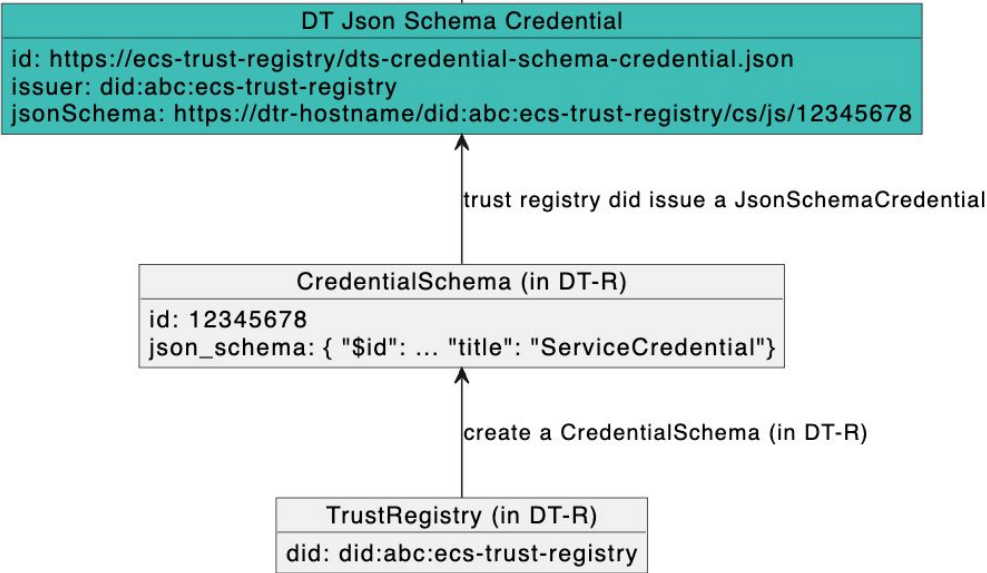 DT Json Schema Credential
id: https://ecs-trust-registry/dts-credential-schema-credential.json
issuer: did:abc:ecs-trust-registry
jsonSchema: https://dtr-hostname/did:abc:ecs-trust-registry/cs/js/12345678
trust registry did issue a JsonSchemaCredential
CredentialSchema (in DT-R)
id: 12345678
json_schema: { "$id": ... "title": "ServiceCredential"}
create a CredentialSchema (in DT-R)
TrustRegistry (in DT-R)
did: did:abc:ecs-trust-registry